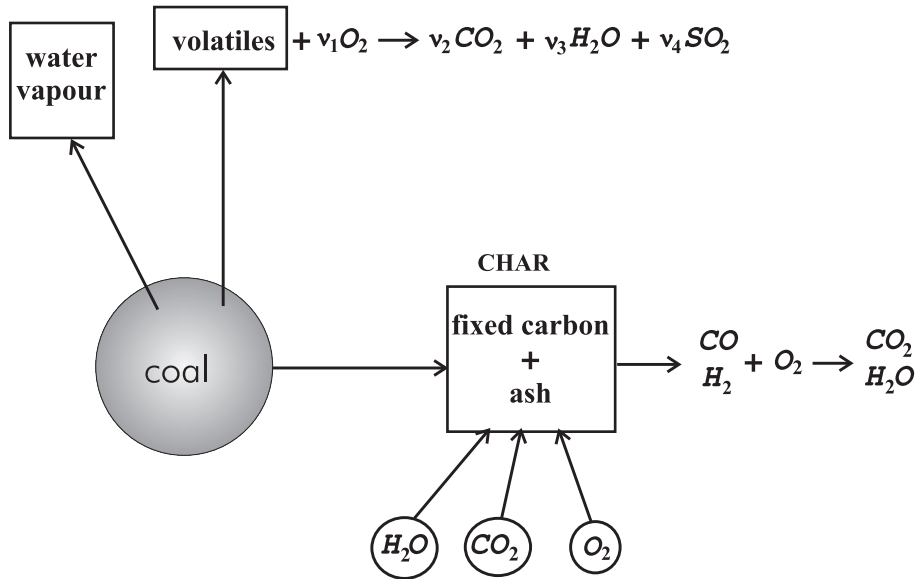 water
vapour
volatiles + ν₁O₂ → ν₂CO₂ + ν₃H₂O + ν₄SO₂
coal
CHAR
fixed carbon
+
ash
CO
H₂
+ O₂ →
CO₂
H₂O
H₂O
CO₂
O₂